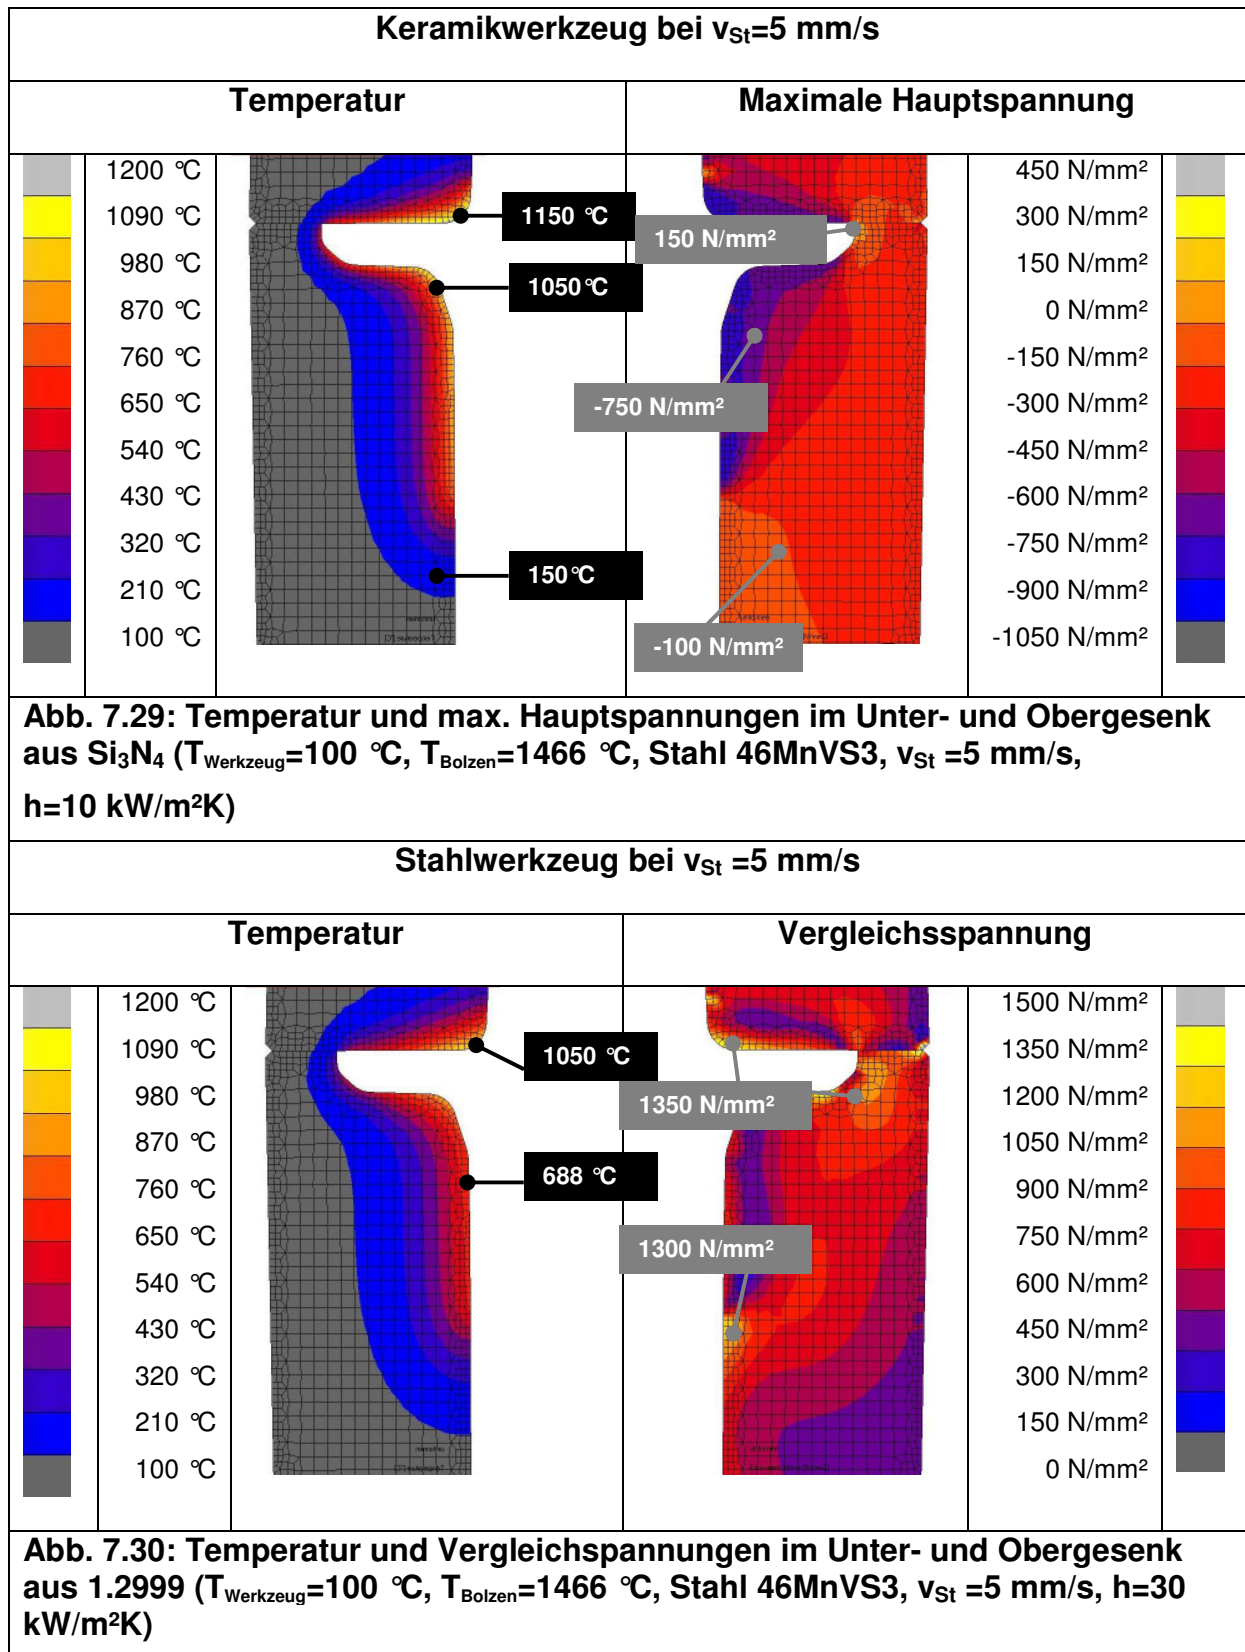 Keramikwerkzeug bei vSt=5 mm/s
Temperatur
Maximale Hauptspannung
1200 °C
1090 °C
980 °C
870 °C
760 °C
650 °C
540 °C
430 °C
320 °C
210 °C
100 °C
1150 °C
1050°C
150°C
150 N/mm²
-750 N/mm²
-100 N/mm²
450 N/mm²
300 N/mm²
150 N/mm²
0 N/mm²
-150 N/mm²
-300 N/mm²
-450 N/mm²
-600 N/mm²
-750 N/mm²
-900 N/mm²
-1050 N/mm²
Abb. 7.29: Temperatur und max. Hauptspannungen im Unter- und Obergesenk
aus Si₃N₄ (TWerkzeug=100 °C, TBolzen=1466 °C, Stahl 46MnVS3, vSt =5 mm/s,
h=10 kW/m²K)
Stahlwerkzeug bei vSt =5 mm/s
Temperatur
Vergleichsspannung
1200 °C
1090 °C
980 °C
870 °C
760 °C
650 °C
540 °C
430 °C
320 °C
210 °C
100 °C
1050 °C
688 °C
1350 N/mm²
1300 N/mm²
1500 N/mm²
1350 N/mm²
1200 N/mm²
1050 N/mm²
900 N/mm²
750 N/mm²
600 N/mm²
450 N/mm²
300 N/mm²
150 N/mm²
0 N/mm²
Abb. 7.30: Temperatur und Vergleichspannungen im Unter- und Obergesenk
aus 1.2999 (TWerkzeug=100 °C, TBolzen=1466 °C, Stahl 46MnVS3, vSt =5 mm/s, h=30
kW/m²K)